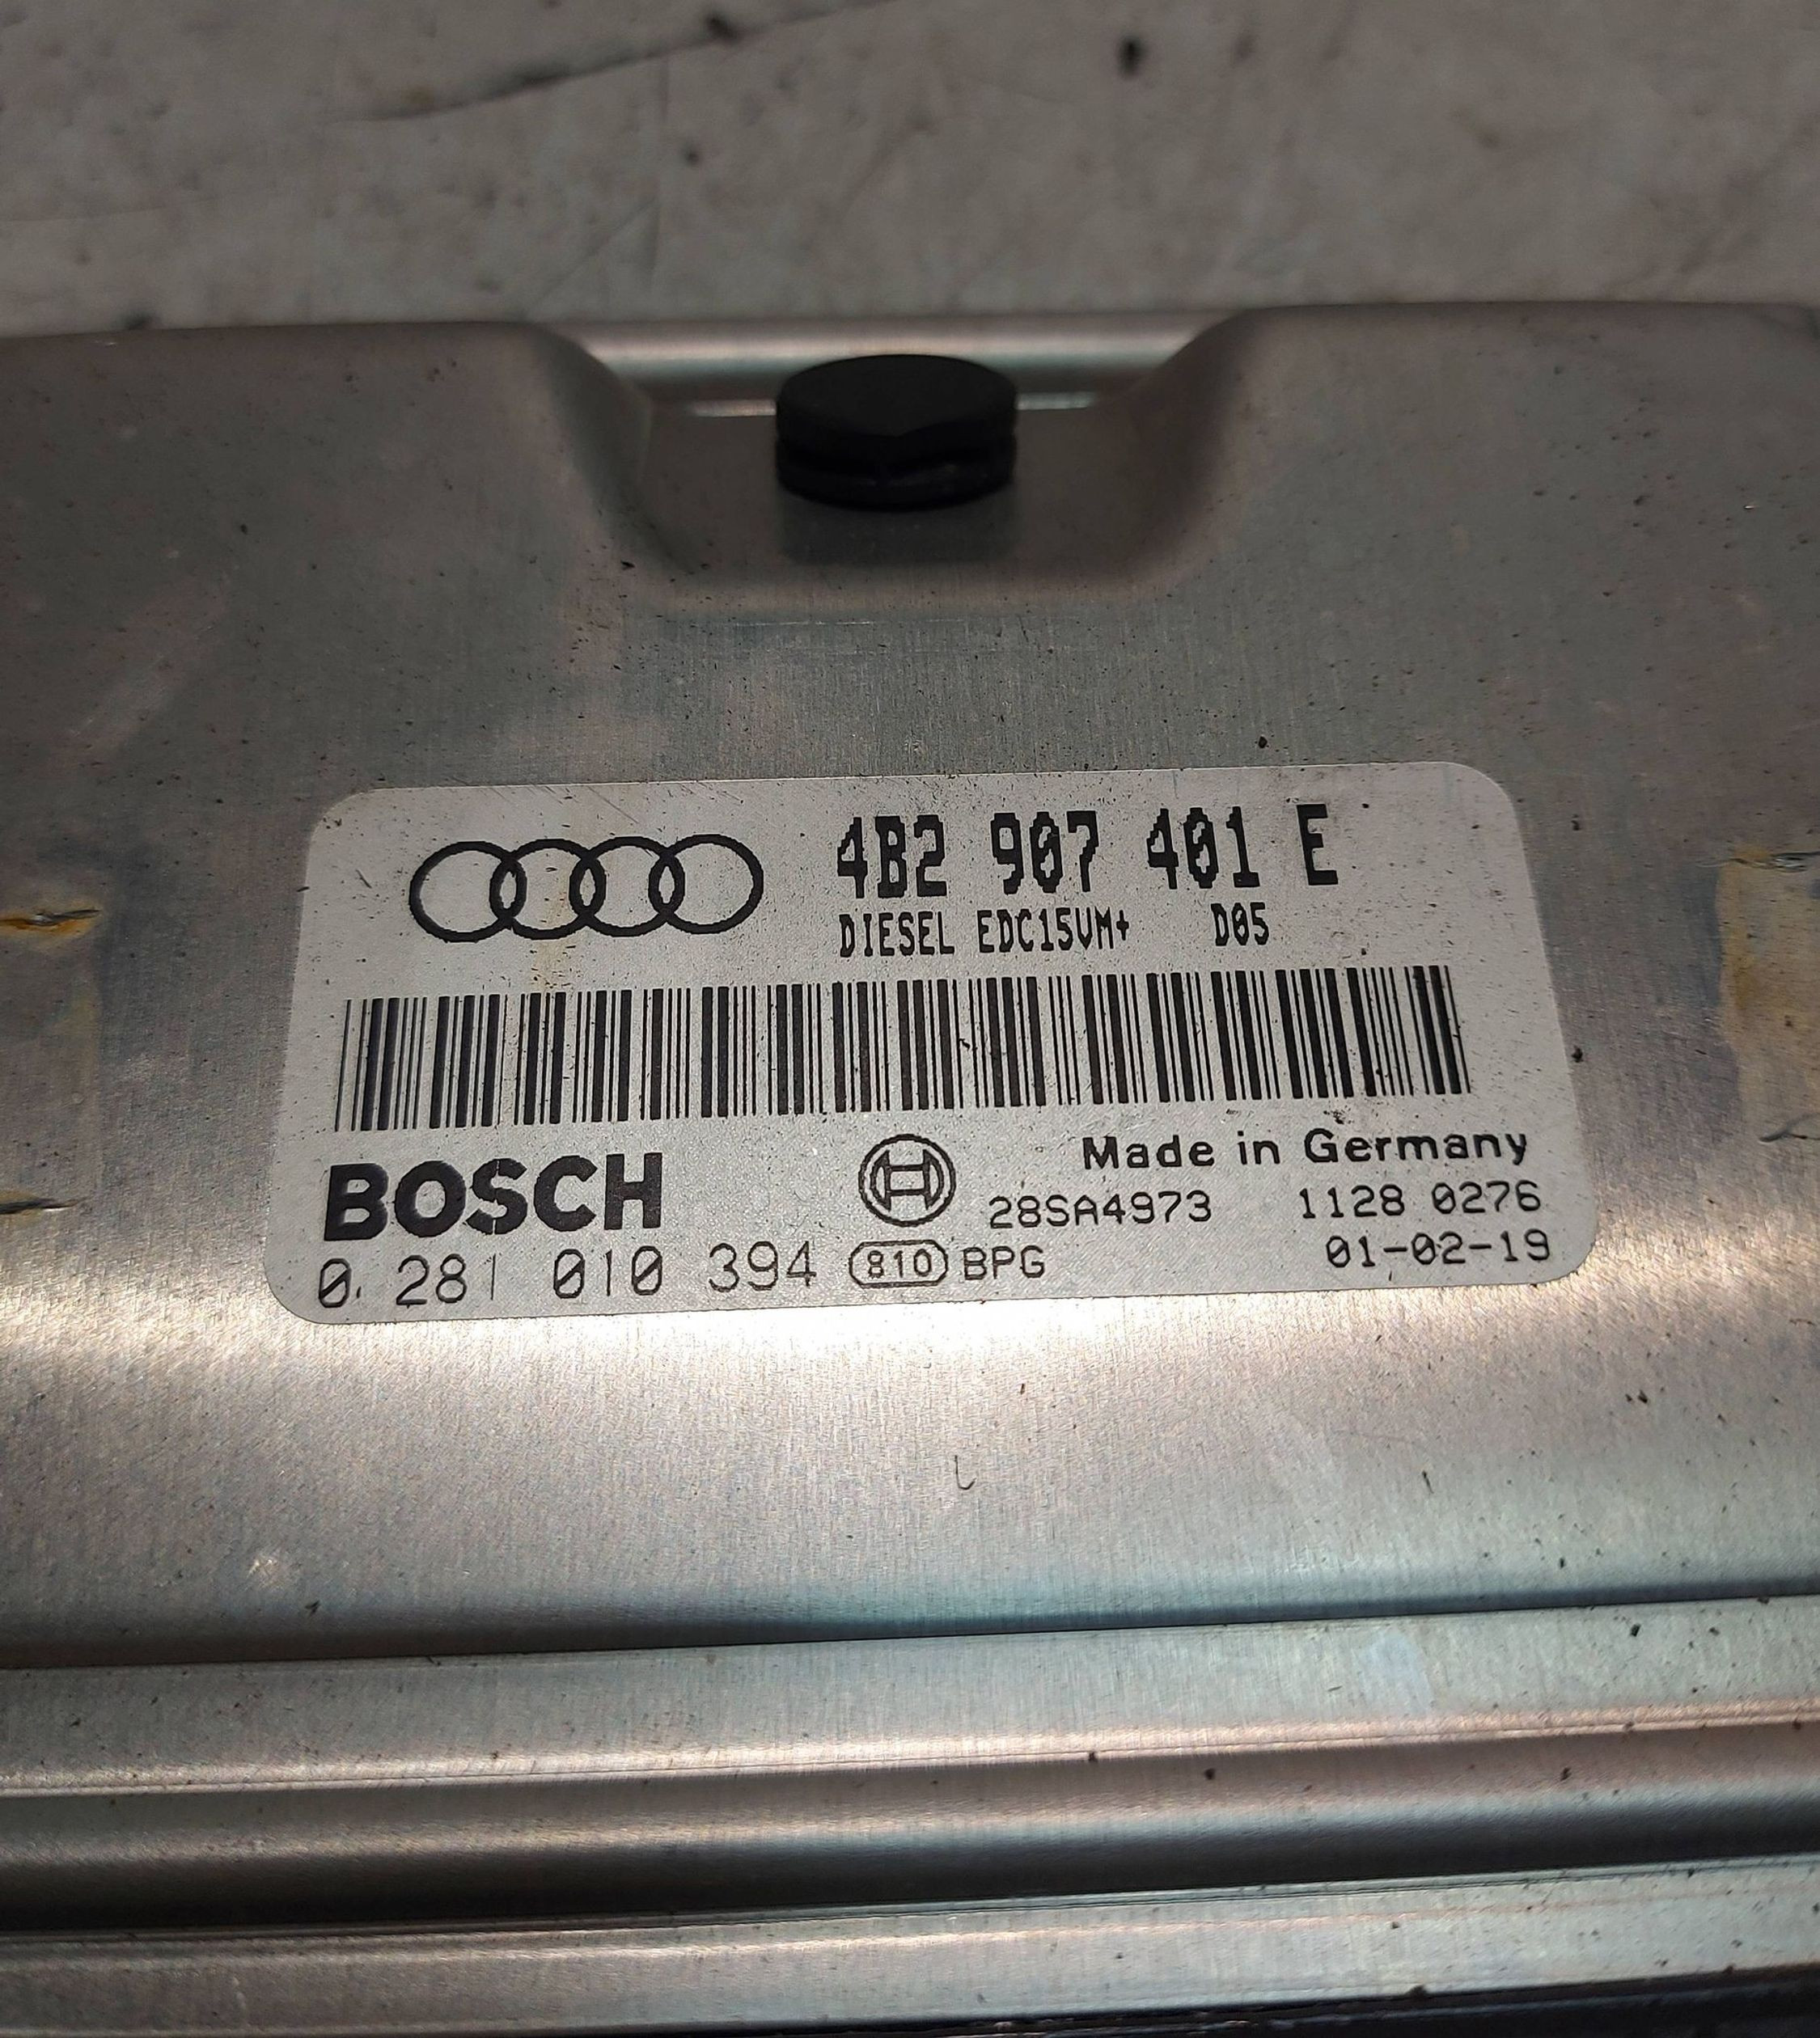 4B2 907 401 E
DIESEL EDC15VM+ D05
BOSCH
Made in Germany
28SA4973 1128 0276
0 281 010 394 810 BPG 01-02-19